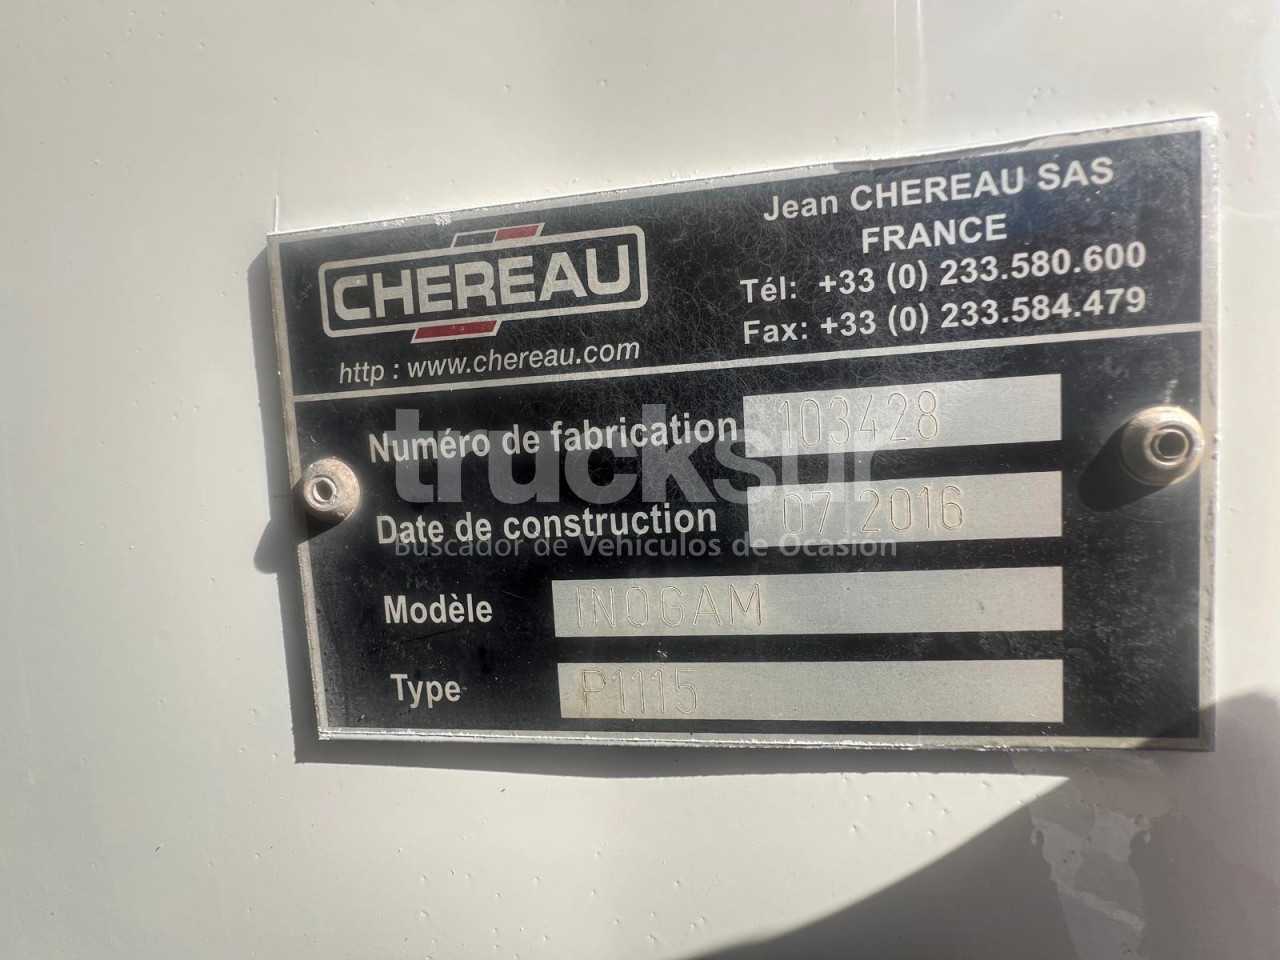 CHEREAU
http : www.chereau.com
Jean CHEREAU SAS
FRANCE
Tél: +33 (0) 233.580.600
Fax: +33 (0) 233.584.479
Numéro de fabrication 103428
trucksur
Date de construction 07 2016
Buscador de Vehículos de Ocasión
Modèle INOGAM
Type P1115